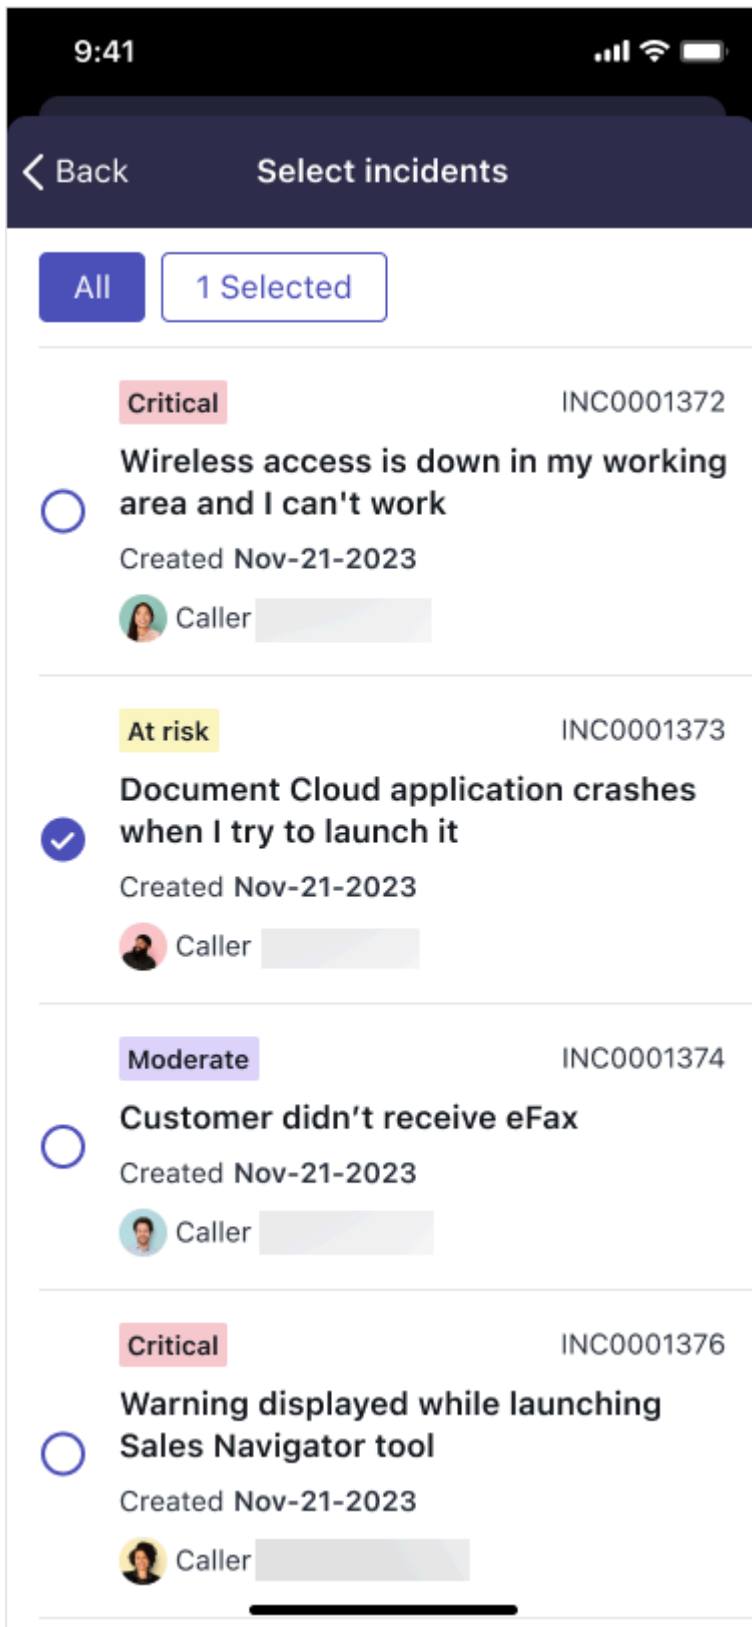 9:41
Back Select incidents
All 1 Selected
Critical INC0001372
Wireless access is down in my working
area and I can't work
Created Nov-21-2023
Caller
At risk INC0001373
Document Cloud application crashes
when I try to launch it
Created Nov-21-2023
Caller
Moderate INC0001374
Customer didn’t receive eFax
Created Nov-21-2023
Caller
Critical INC0001376
Warning displayed while launching
Sales Navigator tool
Created Nov-21-2023
Caller